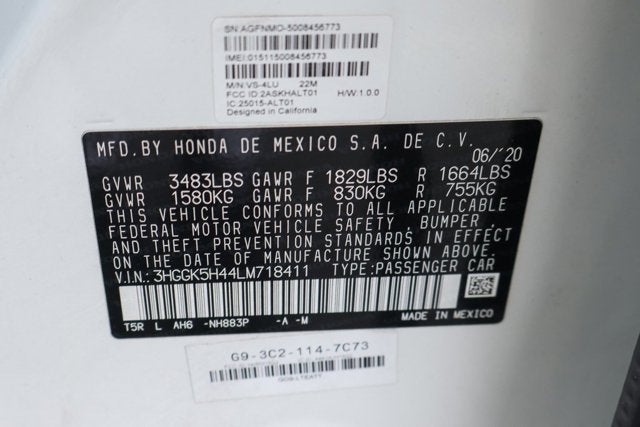 SN:AGFNMO-5008456773
IMEI:015115008456773
M/N:VS-4LU 22M
FCC ID:2ASKHALT01 H/W:1.0.0
IC:25015-ALT01
Designed in California
MFD.BY HONDA DE MEXICO S.A. DE C.V.
06/'20
GVWR 3483LBS GAWR F 1829LBS R 1664LBS
GVWR 1580KG GAWR F 830KG R 755KG
THIS VEHICLE CONFORMS TO ALL APPLICABLE
FEDERAL MOTOR VEHICLE SAFETY , BUMPER ,
AND THEFT PREVENTION STANDARDS IN EFFECT
ON THE DATE OF MANUFACTURE SHOWN ABOVE.
V.I.N.: 3HGGK5H44LM718411 TYPE:PASSENGER CAR
T5R L AH6 -NH883P -A -M
MADE IN MEXICO
G9-3C2-114-7C73